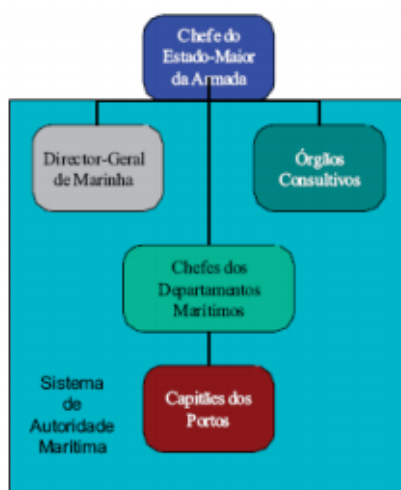 Chefe do
Estado-Maior
da Armada
Director-Geral
de Marinha
Órgãos
Consultivos
Chefes dos
Departamentos
Marítimos
Capitães dos
Portos
Sistema
de
Autoridade
Marítima